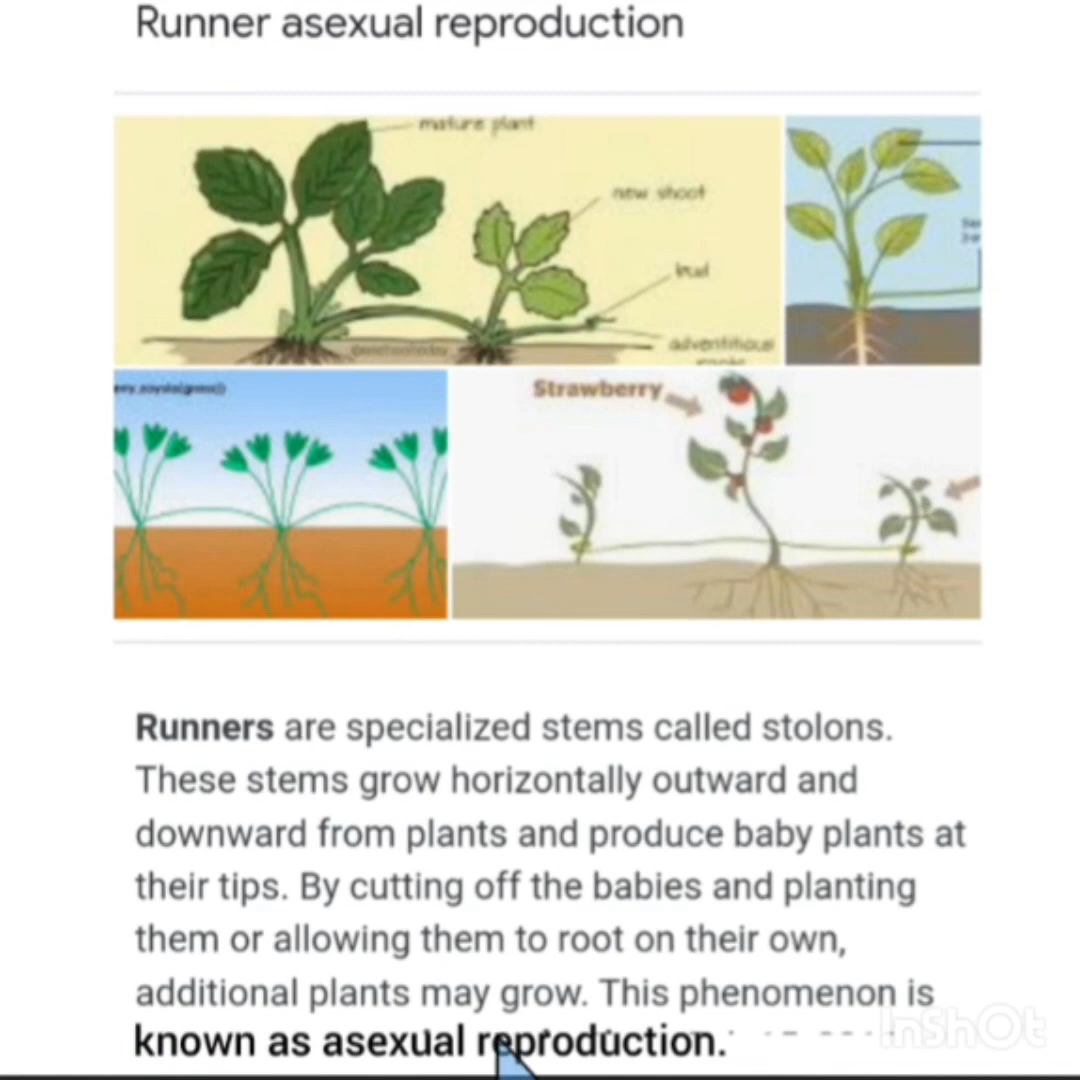 Runner asexual reproduction
mature plant
new shoot
bud
adventitious
Strawberry
Runners are specialized stems called stolons.
These stems grow horizontally outward and
downward from plants and produce baby plants at
their tips. By cutting off the babies and planting
them or allowing them to root on their own,
additional plants may grow. This phenomenon is
known as asexual reproduction.
InShOt